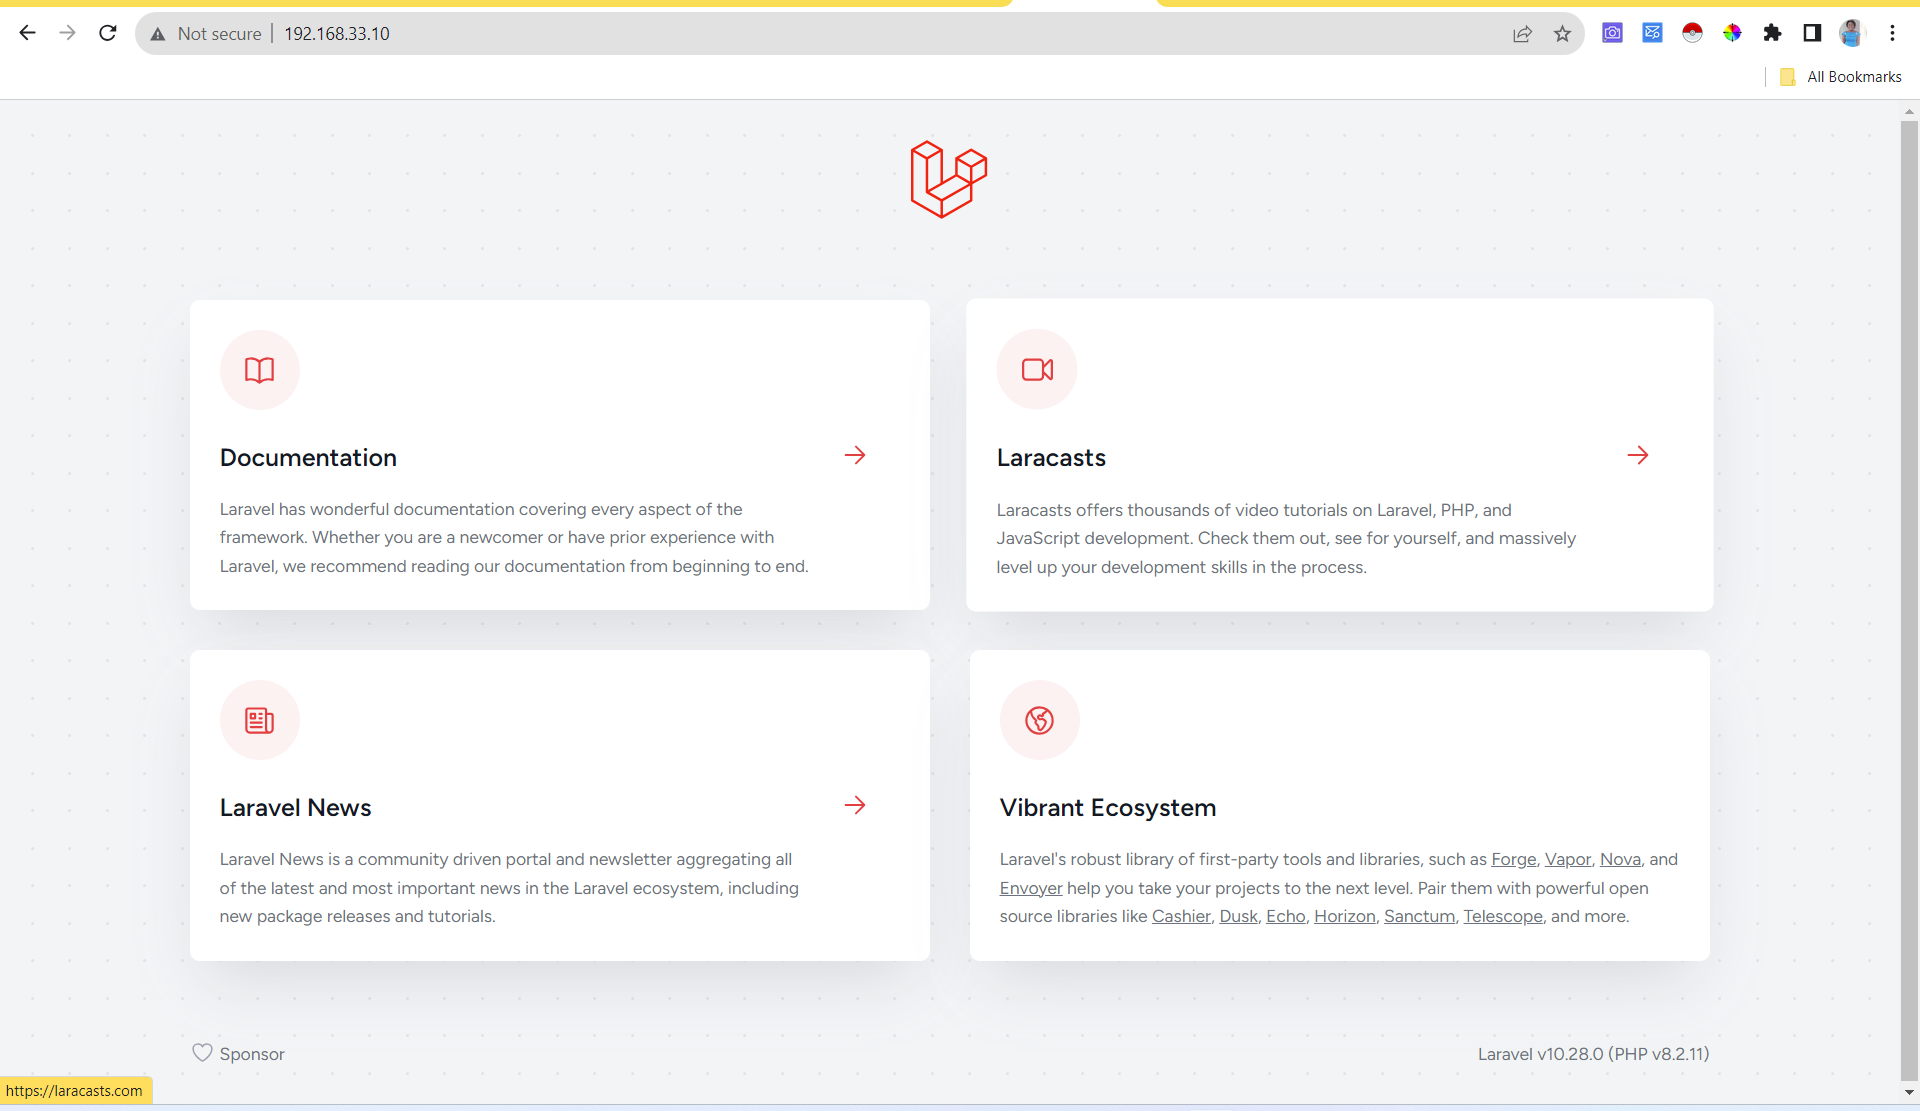 Not secure | 192.168.33.10
All Bookmarks
Documentation
Laravel has wonderful documentation covering every aspect of the
framework. Whether you are a newcomer or have prior experience with
Laravel, we recommend reading our documentation from beginning to end.
Laracasts
Laracasts offers thousands of video tutorials on Laravel, PHP, and
JavaScript development. Check them out, see for yourself, and massively
level up your development skills in the process.
Laravel News
Laravel News is a community driven portal and newsletter aggregating all
of the latest and most important news in the Laravel ecosystem, including
new package releases and tutorials.
Vibrant Ecosystem
Laravel's robust library of first-party tools and libraries, such as Forge, Vapor, Nova, and
Envoyer help you take your projects to the next level. Pair them with powerful open
source libraries like Cashier, Dusk, Echo, Horizon, Sanctum, Telescope, and more.
Sponsor
Laravel v10.28.0 (PHP v8.2.11)
https://laracasts.com